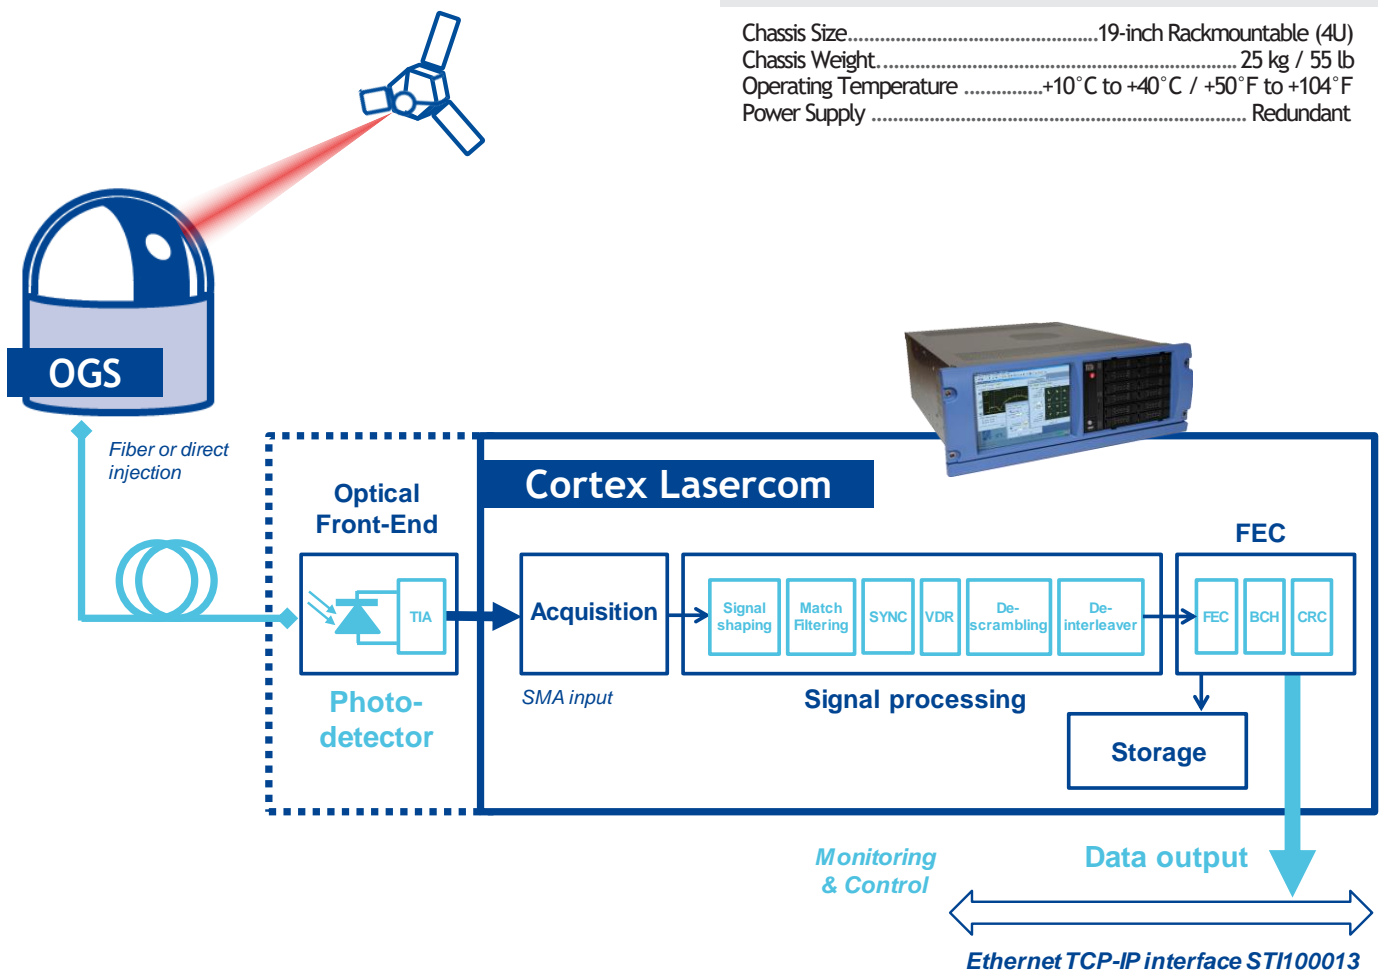 Chassis Size..............................................19-inch Rackmountable (4U)
Chassis Weight...................................................................25 kg / 55 lb
Operating Temperature ...............+10°C to +40°C / +50°F to +104°F
Power Supply ...................................................................... Redundant
OGS
Fiber or direct
injection
Optical
Front-End
Cortex Lasercom
FEC
TIA
Acquisition
Signal
shaping
Match
Filtering
SYNC
VDR
De-
scrambling
De-
interleaver
FEC
BCH
CRC
Photo-
detector
SMA input
Signal processing
Storage
Monitoring
& Control
Data output
Ethernet TCP-IP interface STI100013